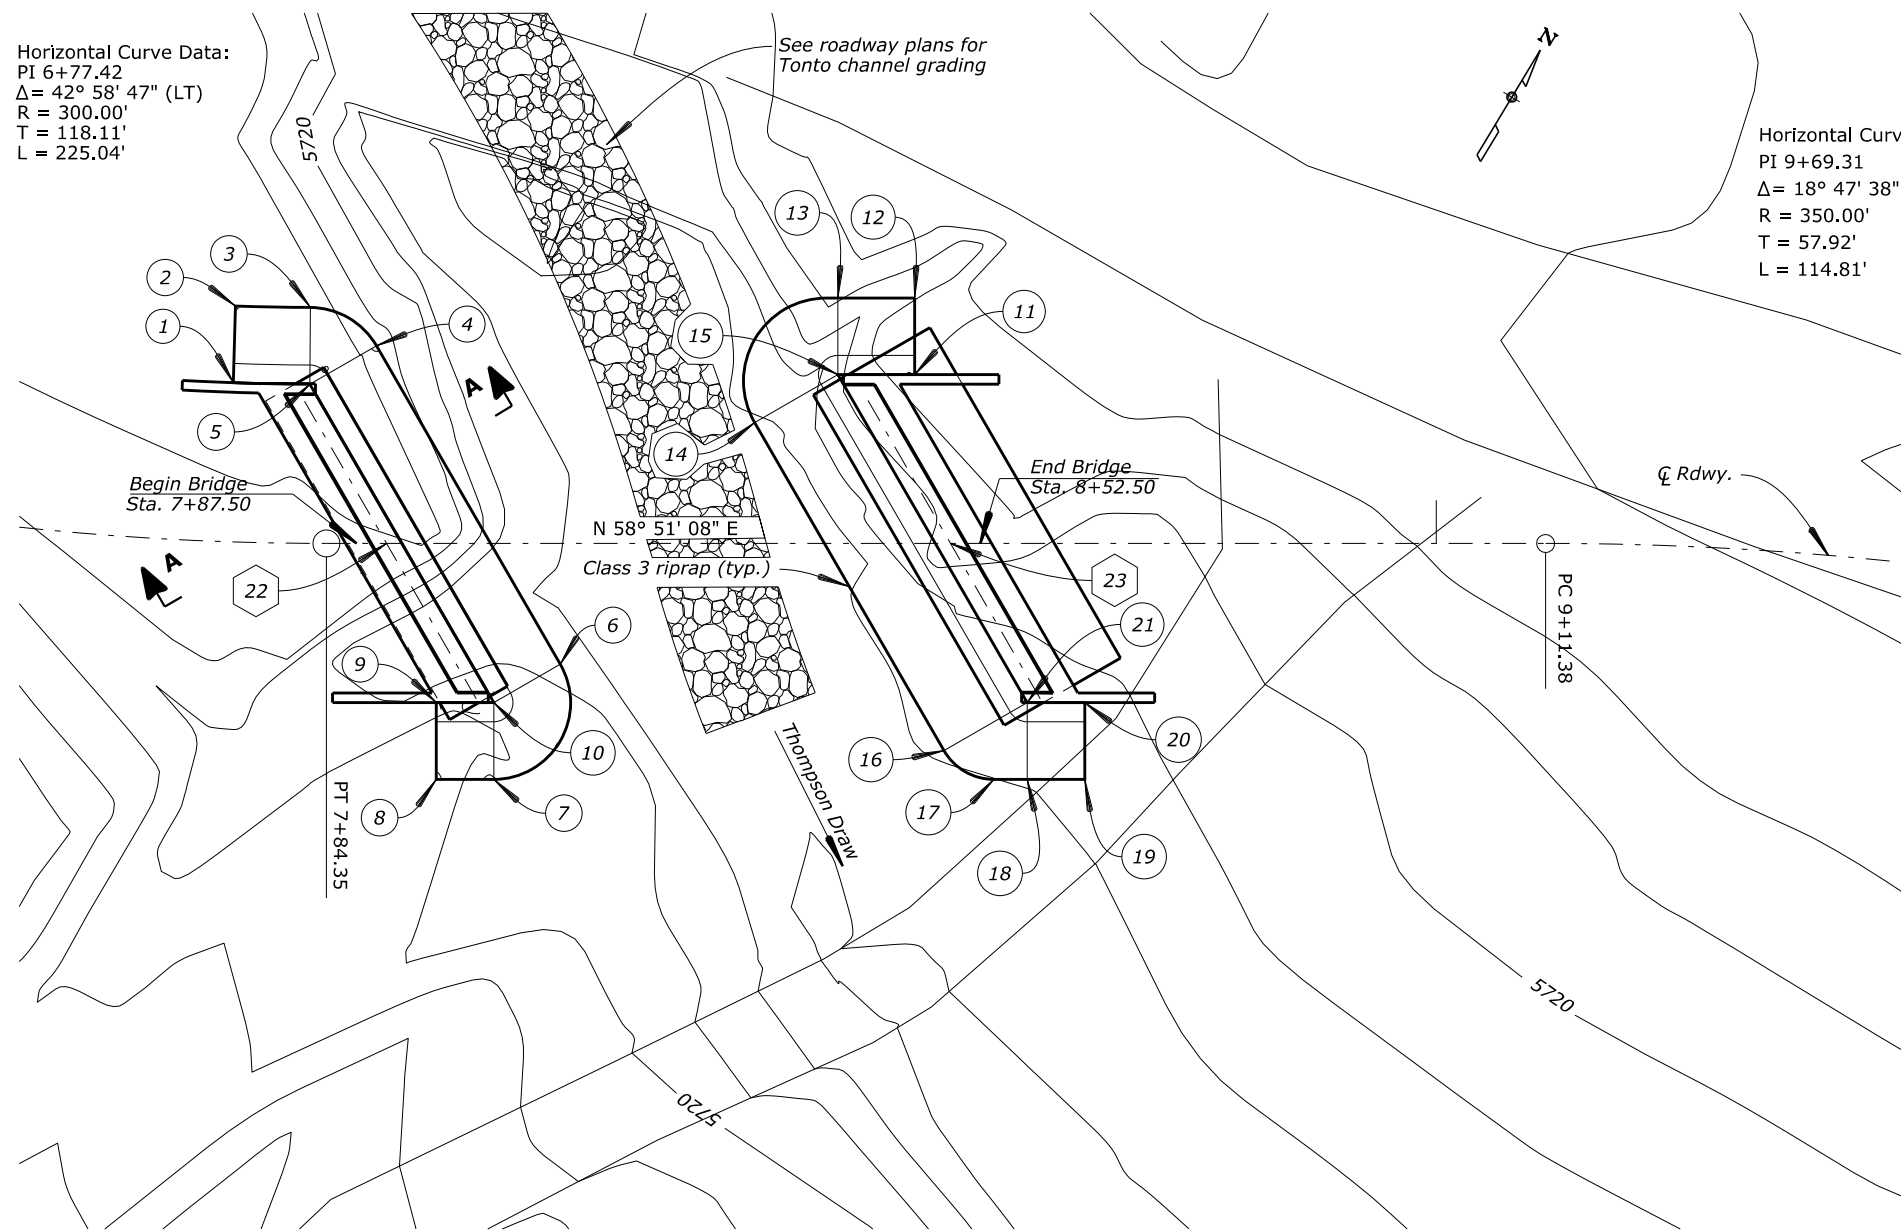 Horizontal Curve Data:
PI 6+77.42
Δ= 42° 58' 47" (LT)
R = 300.00'
T = 118.11'
L = 225.04'
5720
See roadway plans for
Tonto channel grading
N
Horizontal Curv
PI 9+69.31
Δ= 18° 47' 38"
R = 350.00'
T = 57.92'
L = 114.81'
13
12
3
2
1
4
15
11
A
5
14
Begin Bridge
Sta. 7+87.50
End Bridge
Sta. 8+52.50
℄ Rdwy.
N 58° 51' 08" E
Class 3 riprap (typ.)
A
22
23
PC 9+11.38
6
21
9
10
20
16
Thompson Draw
PT 7+84.35
8
7
17
18
19
5720
5720